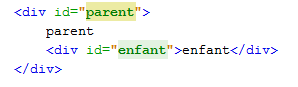 <div id="parent">
parent
<div id="enfant">enfant</div>
</div>